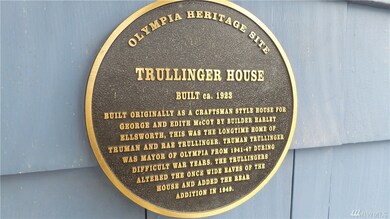 OLYMPIA HERITAGE SITE
TRULLINGER HOUSE
BUILT ca. 1923
BUILT ORIGINALLY AS A CRAFTSMAN STYLE HOUSE FOR
GEORGE AND EDITH McCOY BY BUILDER HARLEY
ELLSWORTH, THIS WAS THE LONGTIME HOME OF
TRUMAN AND RAE TRULLINGER. TRUMAN TRULLINGER
WAS MAYOR OF OLYMPIA FROM 1941-47 DURING
DIFFICULT WAR YEARS. THE TRULLINGERS
ALTERED THE ONCE WIDE EAVES OF THE
HOUSE AND ADDED THE REAR
ADDITION IN 1949.